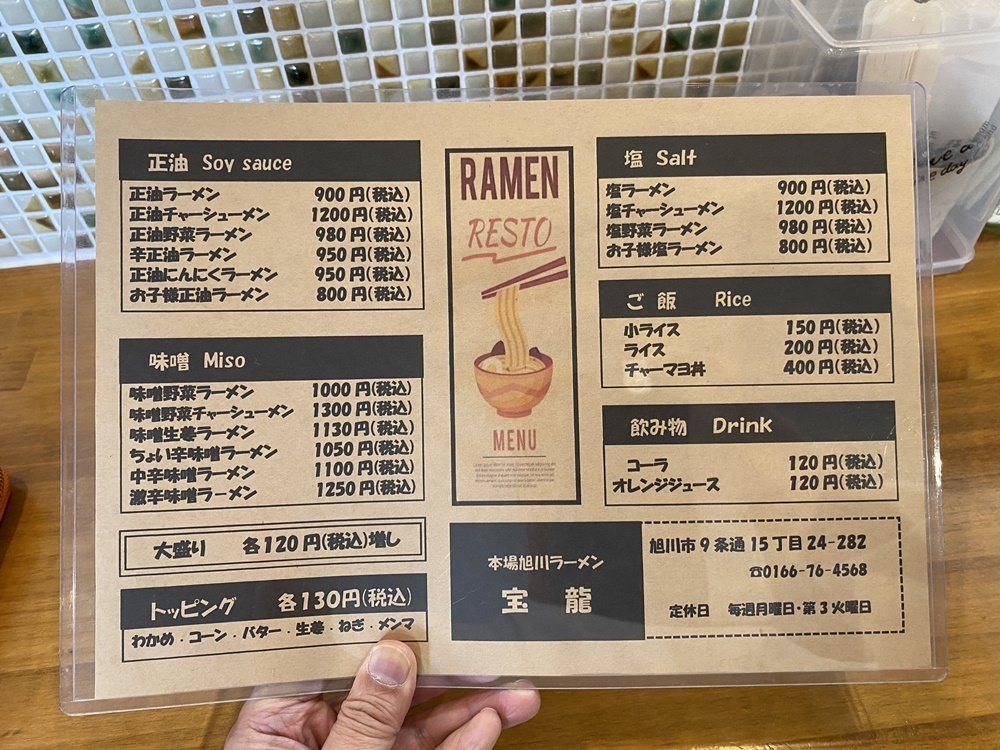 正油 Soy sauce
正油ラーメン 900円(税込)
正油チャーシューメン 1200円(税込)
正油野菜ラーメン 980円(税込)
辛正油ラーメン 950円(税込)
正油にんにくラーメン 950円(税込)
お子様正油ラーメン 800円(税込)
味噌 Miso
味噌野菜ラーメン 1000円(税込)
味噌野菜チャーシューメン 1300円(税込)
味噌生姜ラーメン 1130円(税込)
ちょい辛味噌ラーメン 1050円(税込)
中辛味噌ラーメン 1100円(税込)
激辛味噌ラーメン 1250円(税込)
大盛り 各120円(税込)増し
トッピング 各130円(税込)
わかめ・コーン・バター・生姜・ねぎ・メンマ
RAMEN
RESTO
MENU
塩 Salt
塩ラーメン 900円(税込)
塩チャーシューメン 1200円(税込)
塩野菜ラーメン 980円(税込)
お子様塩ラーメン 800円(税込)
ご飯 Rice
小ライス 150円(税込)
ライス 200円(税込)
チャーマヨ丼 400円(税込)
飲み物 Drink
コーラ 120円(税込)
オレンジジュース 120円(税込)
本場旭川ラーメン
宝龍
旭川市9条通15丁目24-282
☎0166-76-4568
定休日 毎週月曜日・第3火曜日